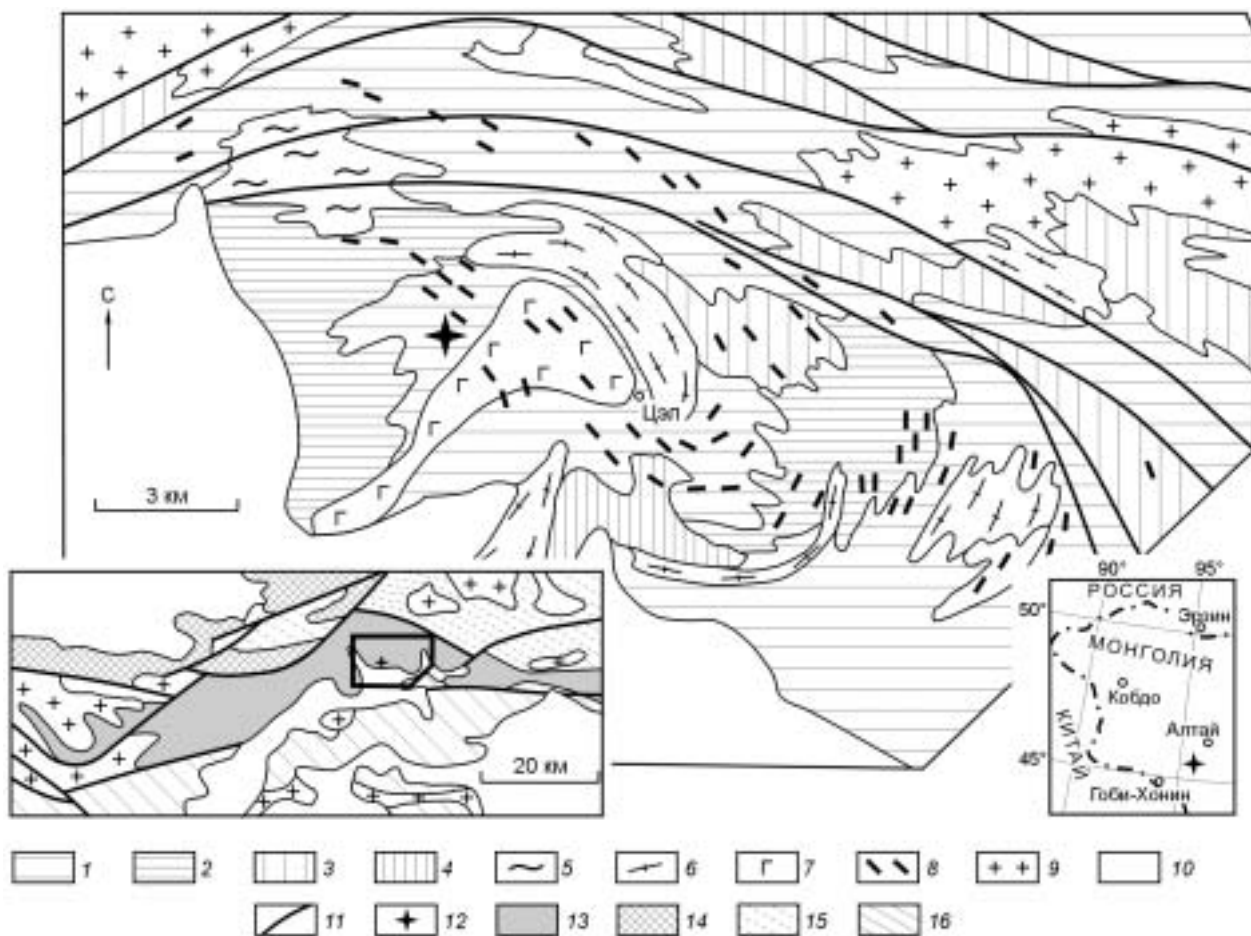 С
Цэл
3 км
20 км
90° 95°
РОССИЯ
50°
Эрзин
МОНГОЛИЯ
Кобдо
КИТАЙ
Алтай
45°
Гоби-Хонин
1 2 3 4 5 6 7 8 9 10
11 12 13 14 15 16